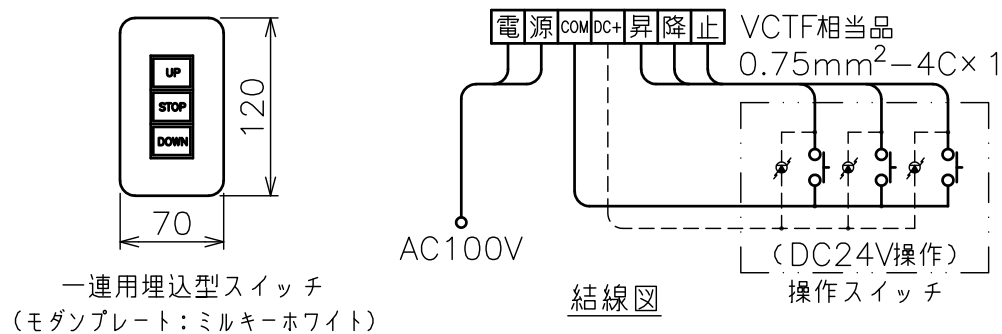 UP
STOP
DOWN
120
70
一連用埋込型スイッチ
(モダンプレート：ミルキーホワイト)
電源 COM DC+ 昇 降 止
VCTF相当品
0.75mm²−4C×1
AC100V
(DC24V操作)
操作スイッチ
結線図